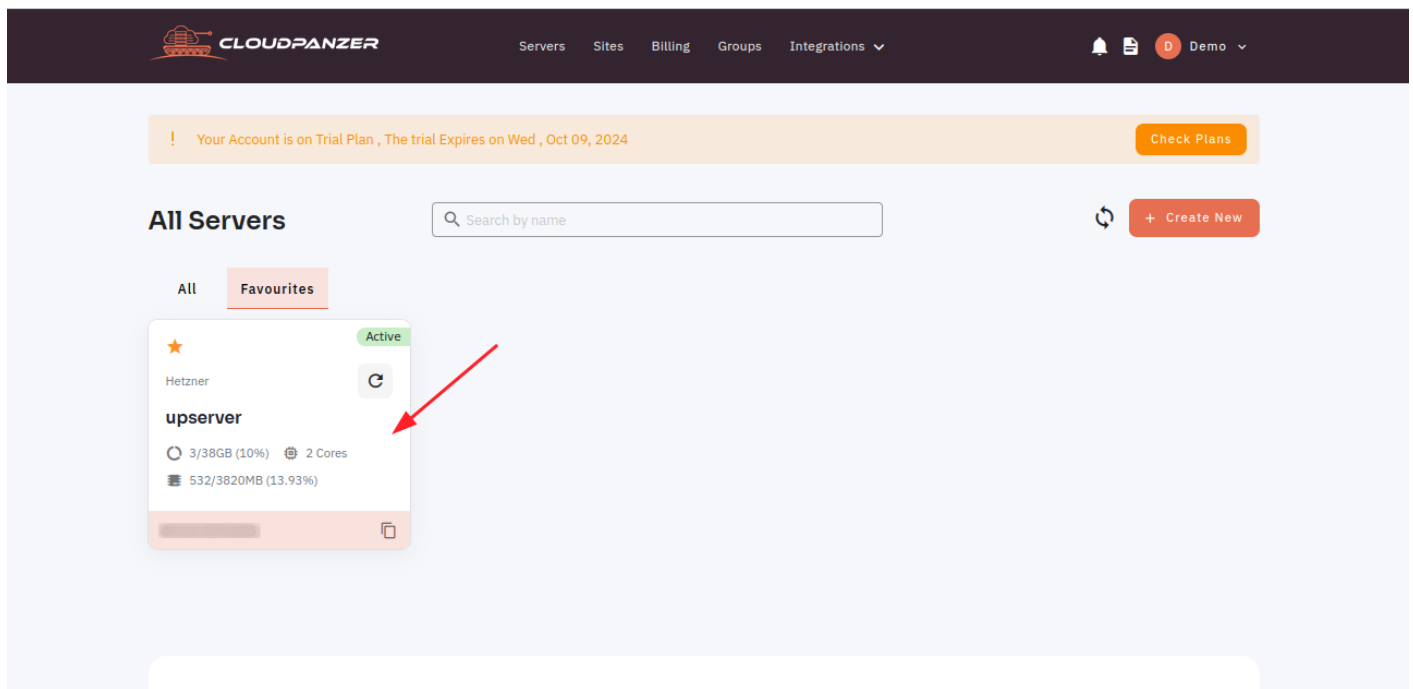 CLOUDPANZER Servers Sites Billing Groups Integrations D Demo
! Your Account is on Trial Plan , The trial Expires on Wed , Oct 09, 2024 Check Plans
All Servers Search by name + Create New
All Favourites
Active
Hetzner
upserver
3/38GB (10%) 2 Cores
532/3820MB (13.93%)